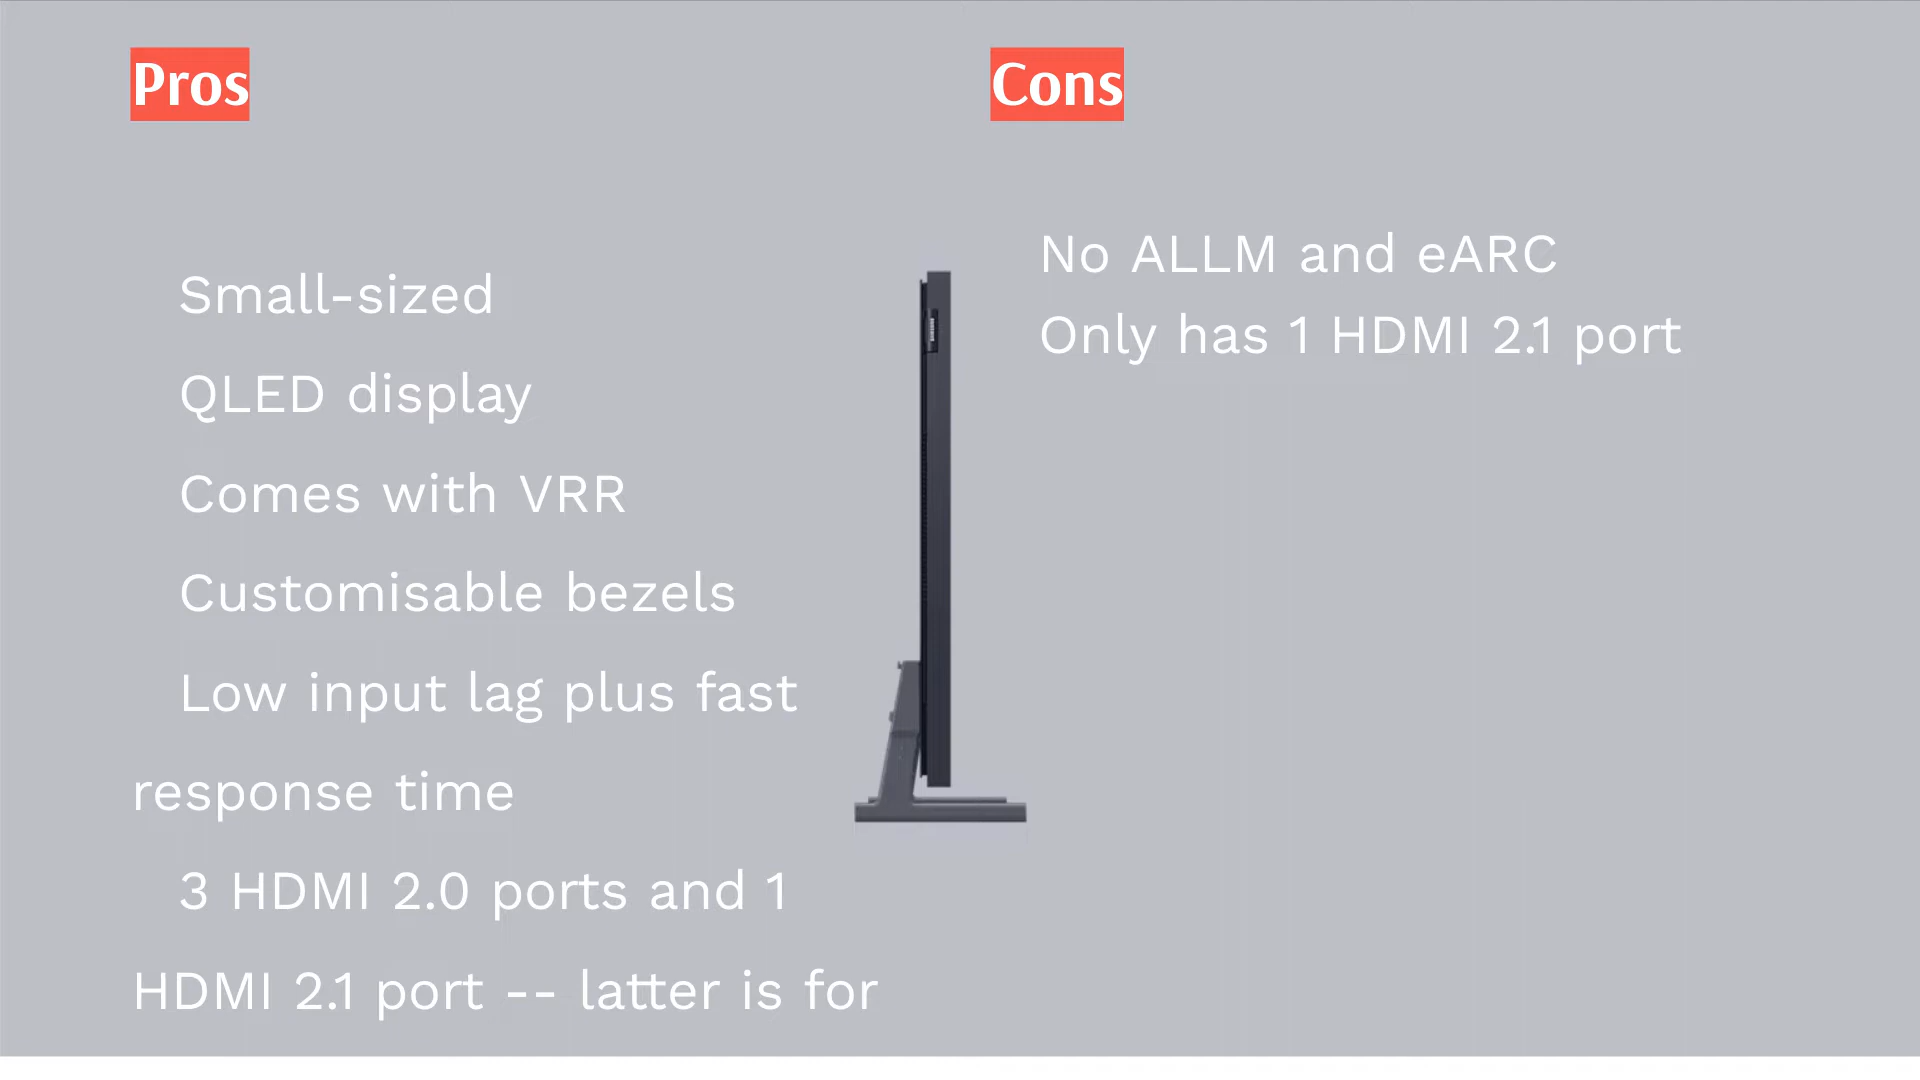 Pros
Small-sized
QLED display
Comes with VRR
Customisable bezels
Low input lag plus fast
response time
3 HDMI 2.0 ports and 1
HDMI 2.1 port -- latter is for
Cons
No ALLM and eARC
Only has 1 HDMI 2.1 port